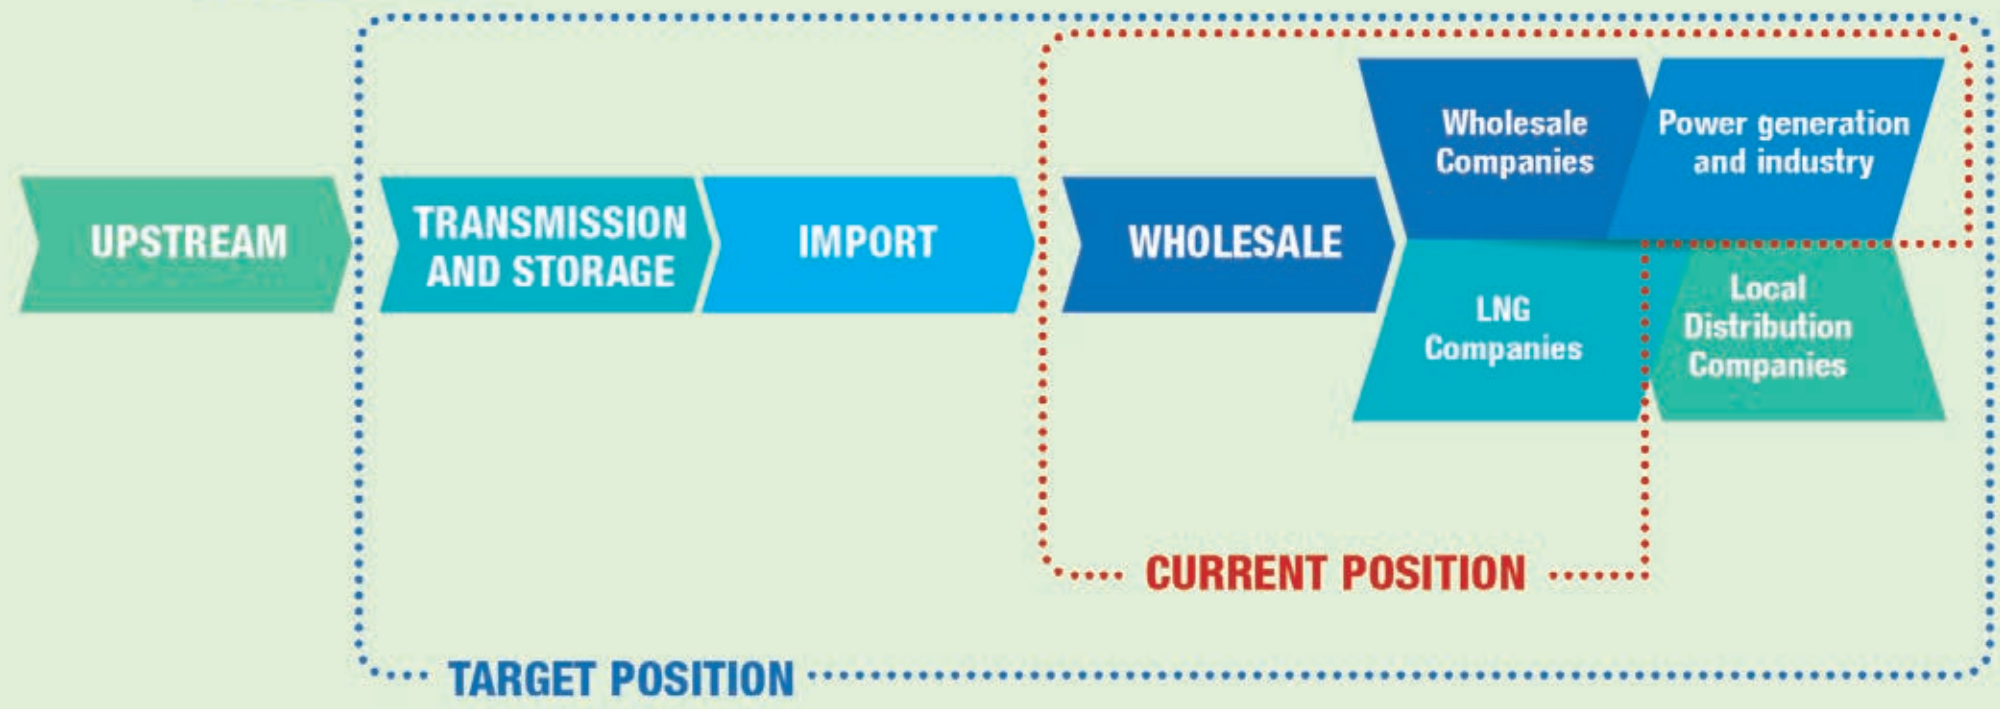 UPSTREAM
TRANSMISSION
AND STORAGE
IMPORT
WHOLESALE
Wholesale
Companies
Power generation
and industry
LNG
Companies
Local
Distribution
Companies
CURRENT POSITION
TARGET POSITION